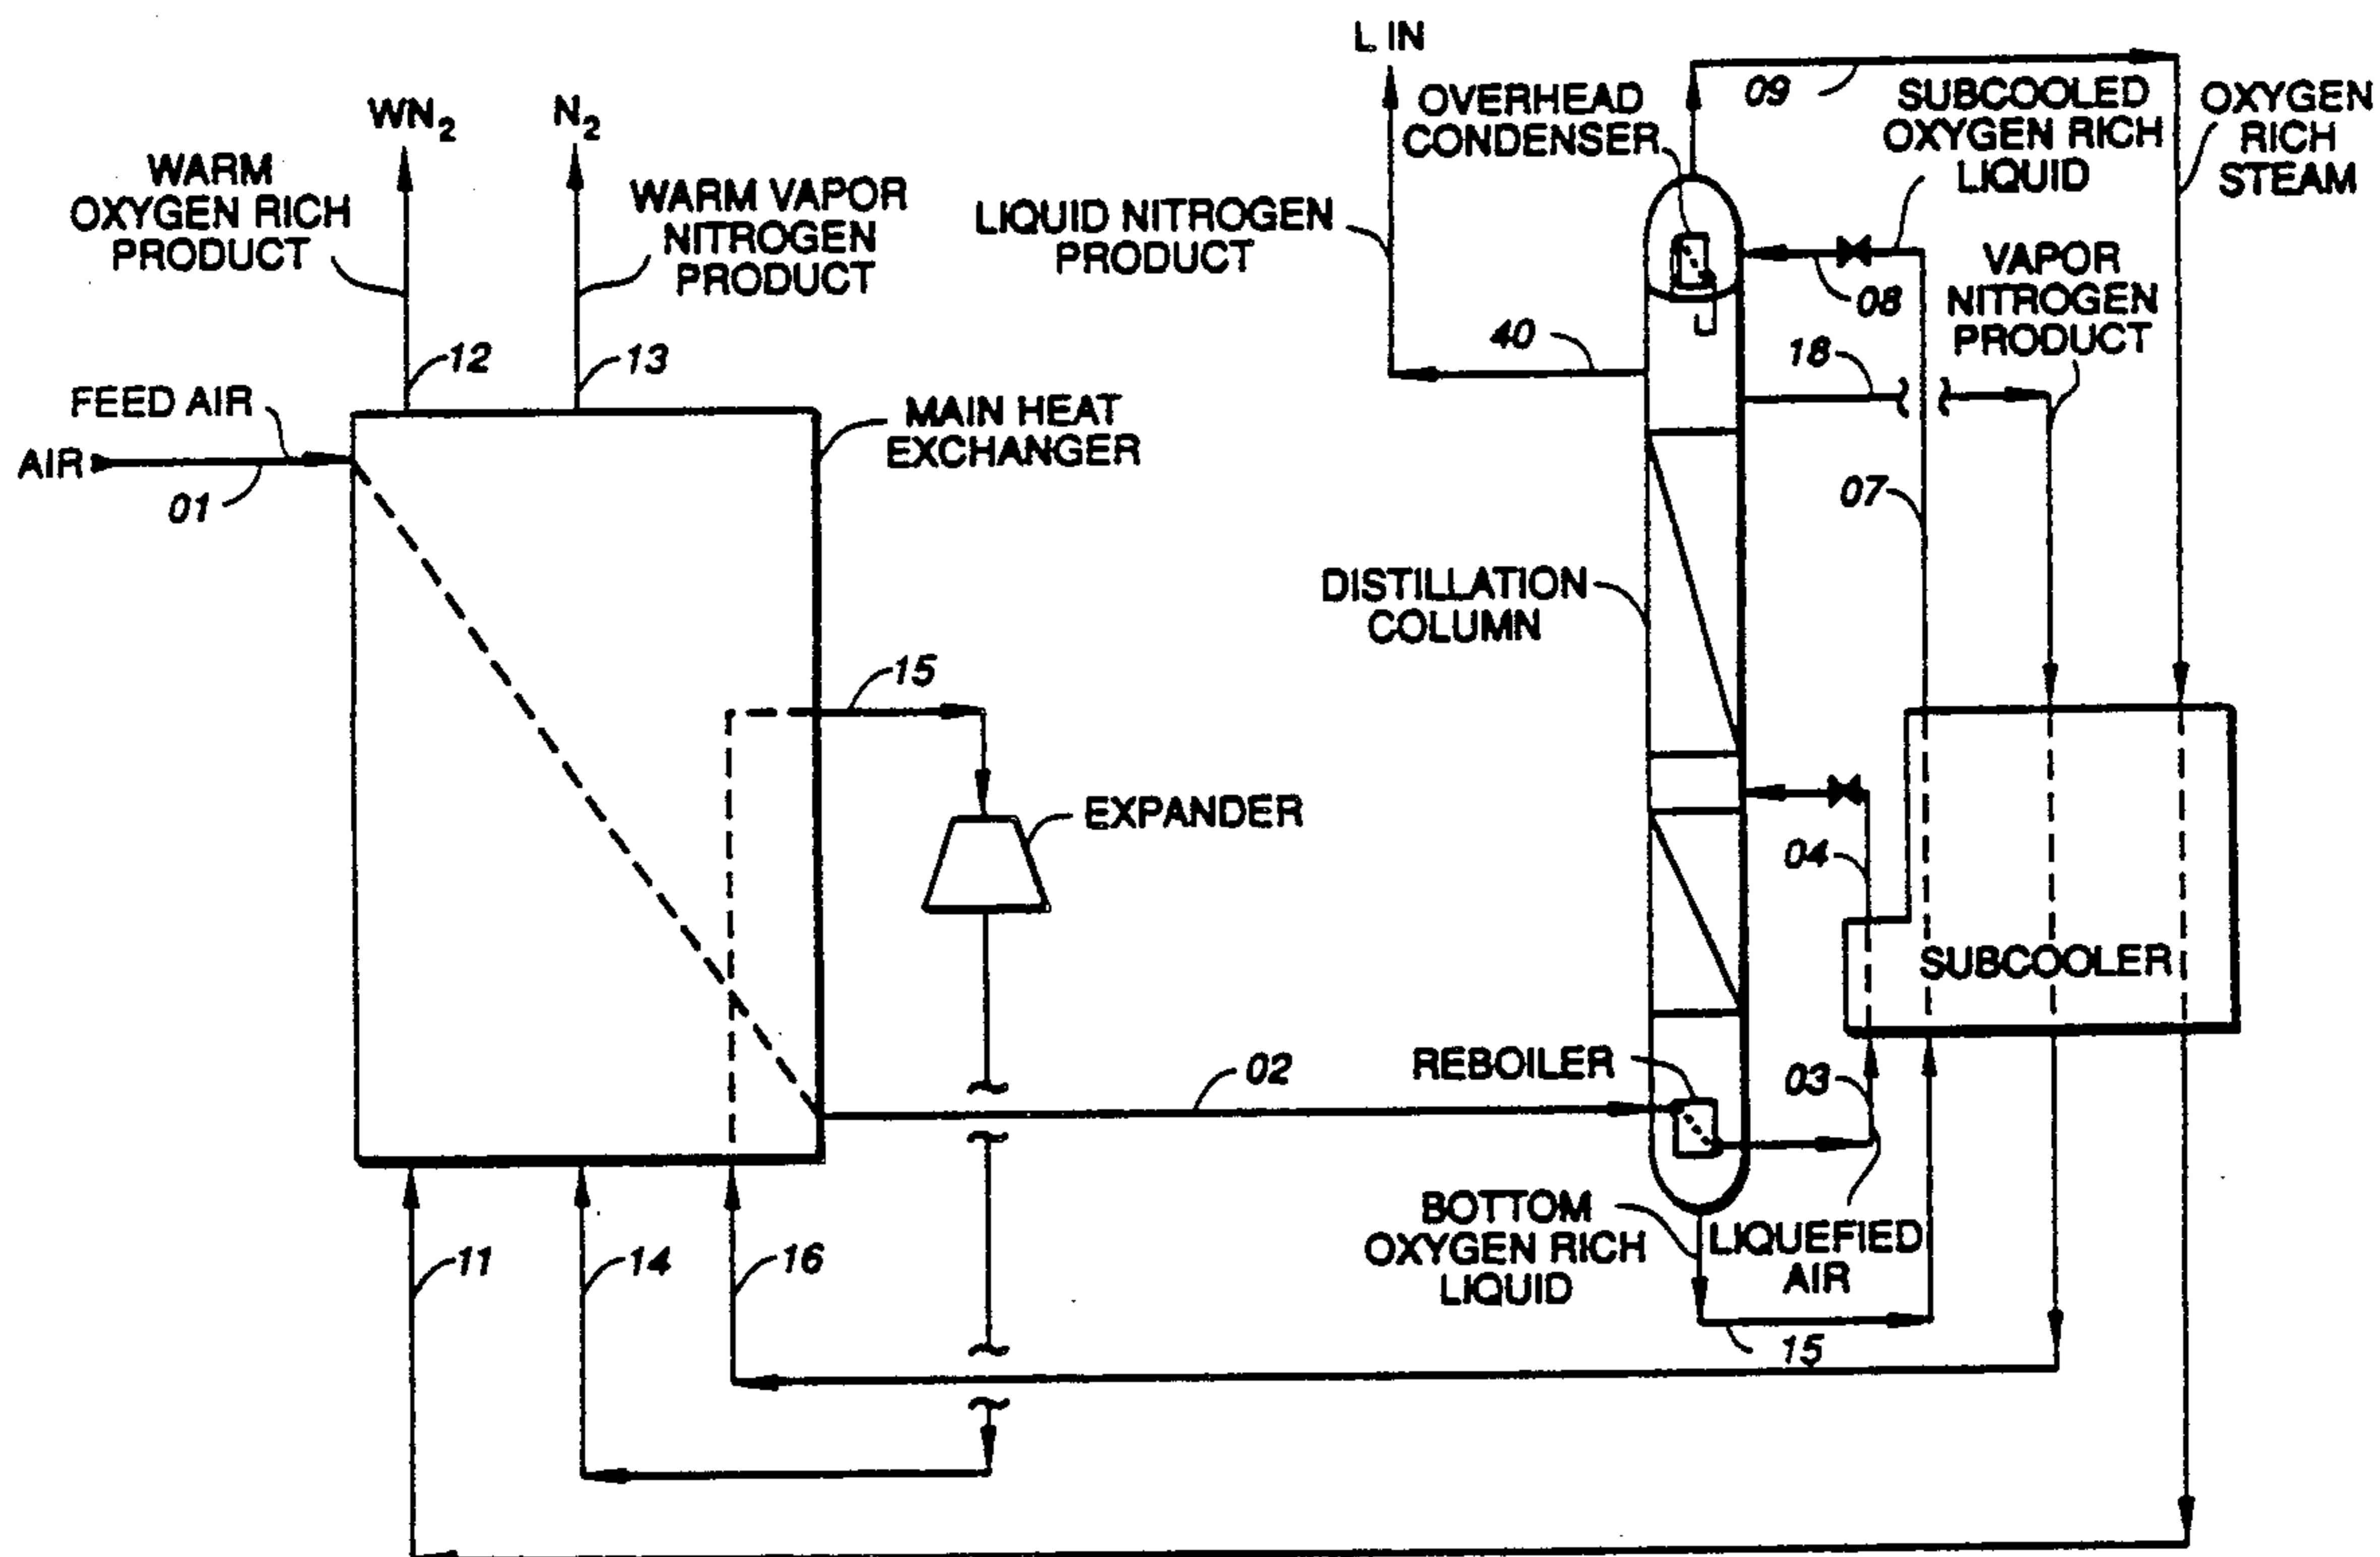 L IN
WN2
N2
WARM
OXYGEN RICH
PRODUCT
WARM VAPOR
NITROGEN
PRODUCT
LIQUID NITROGEN
PRODUCT
OVERHEAD
CONDENSER
09
SUBCOOLED
OXYGEN RICH
LIQUID
OXYGEN
RICH
STEAM
08
VAPOR
NITROGEN
PRODUCT
12
13
40
18
FEED AIR
AIR
01
MAIN HEAT
EXCHANGER
07
DISTILLATION
COLUMN
15
EXPANDER
04
SUBCOOLER
02
REBOILER
03
11
14
16
BOTTOM
OXYGEN RICH
LIQUID
LIQUEFIED
AIR
15